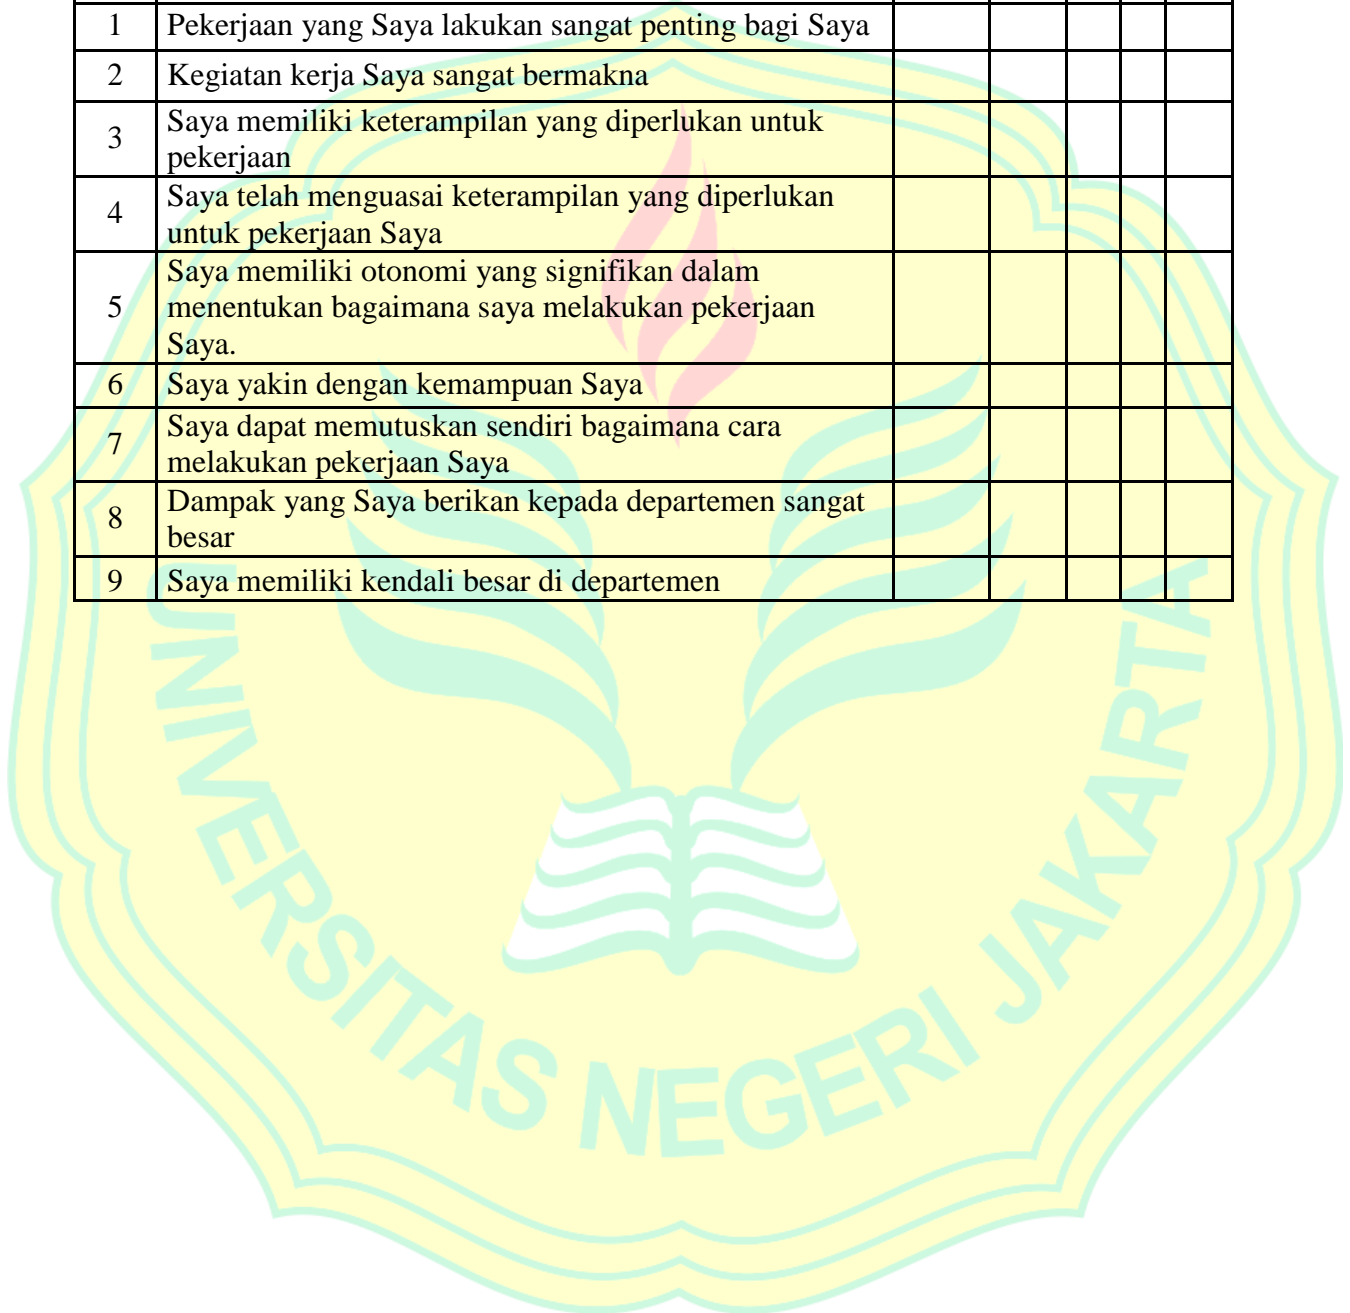 1 Pekerjaan yang Saya lakukan sangat penting bagi Saya
2 Kegiatan kerja Saya sangat bermakna
3 Saya memiliki keterampilan yang diperlukan untuk
pekerjaan
4 Saya telah menguasai keterampilan yang diperlukan
untuk pekerjaan Saya
5 Saya memiliki otonomi yang signifikan dalam
menentukan bagaimana saya melakukan pekerjaan
Saya.
6 Saya yakin dengan kemampuan Saya
7 Saya dapat memutuskan sendiri bagaimana cara
melakukan pekerjaan Saya
8 Dampak yang Saya berikan kepada departemen sangat
besar
9 Saya memiliki kendali besar di departemen
UNIVERSITAS NEGERI JAKARTA